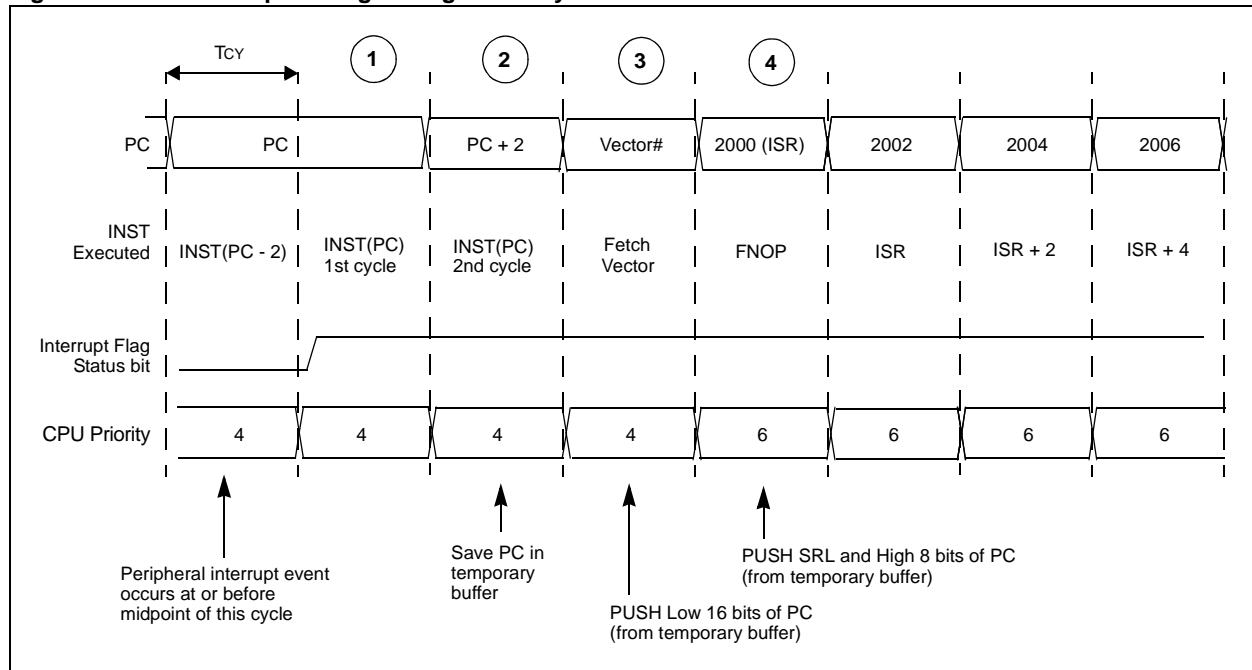 TCY
1
2
3
4
PC
PC
PC + 2
Vector#
2000 (ISR)
2002
2004
2006
INST
Executed
INST(PC - 2)
INST(PC)
1st cycle
INST(PC)
2nd cycle
Fetch
Vector
FNOP
ISR
ISR + 2
ISR + 4
Interrupt Flag
Status bit
CPU Priority
4
4
4
4
6
6
6
6
Peripheral interrupt event
occurs at or before
midpoint of this cycle
Save PC in
temporary
buffer
PUSH Low 16 bits of PC
(from temporary buffer)
PUSH SRL and High 8 bits of PC
(from temporary buffer)